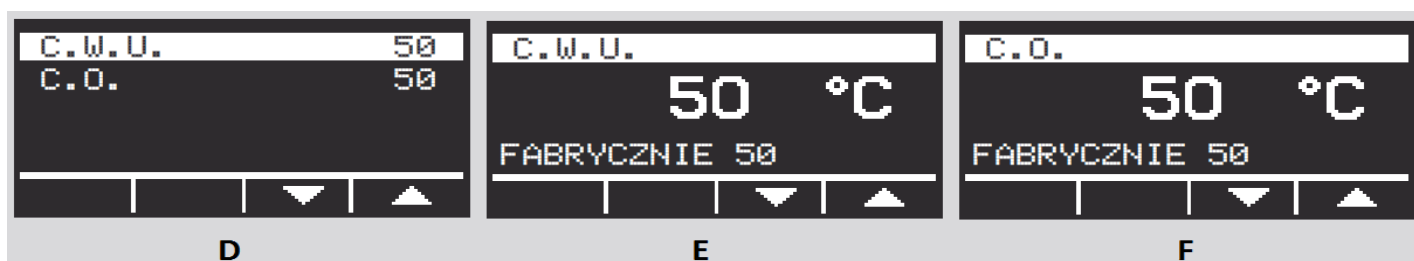 C.W.U. 50
C.O. 50
D
C.W.U.
50 °C
FABRYCZNIE 50
E
C.O.
50 °C
FABRYCZNIE 50
F